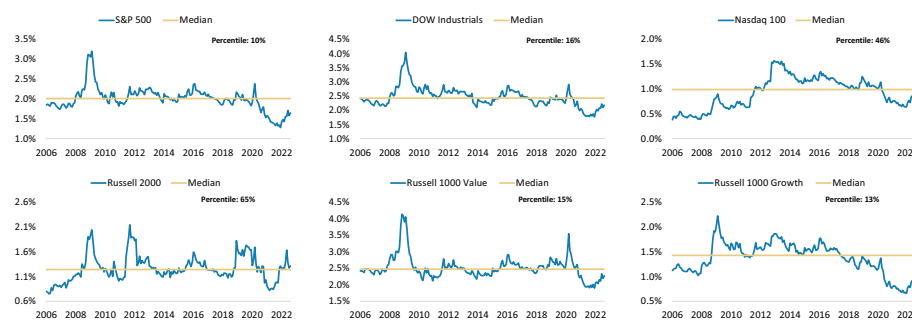 S&P 500 Median
Percentile: 10%
3.5%
3.0%
2.5%
2.0%
1.5%
1.0%
2006 2008 2010 2012 2014 2016 2018 2020 2022
DOW Industrials Median
Percentile: 16%
4.5%
4.0%
3.5%
3.0%
2.5%
2.0%
1.5%
1.0%
2006 2008 2010 2012 2014 2016 2018 2020 2022
Nasdaq 100 Median
Percentile: 46%
2.0%
1.5%
1.0%
0.5%
0.0%
2006 2008 2010 2012 2014 2016 2018 2020 2022
Russell 2000 Median
Percentile: 65%
2.6%
2.1%
1.6%
1.1%
0.6%
2006 2008 2010 2012 2014 2016 2018 2020 2022
Russell 1000 Value Median
Percentile: 15%
4.5%
4.0%
3.5%
3.0%
2.5%
2.0%
1.5%
2006 2008 2010 2012 2014 2016 2018 2020 2022
Russell 1000 Growth Median
Percentile: 13%
2.5%
2.0%
1.5%
1.0%
0.5%
2006 2008 2010 2012 2014 2016 2018 2020 2022